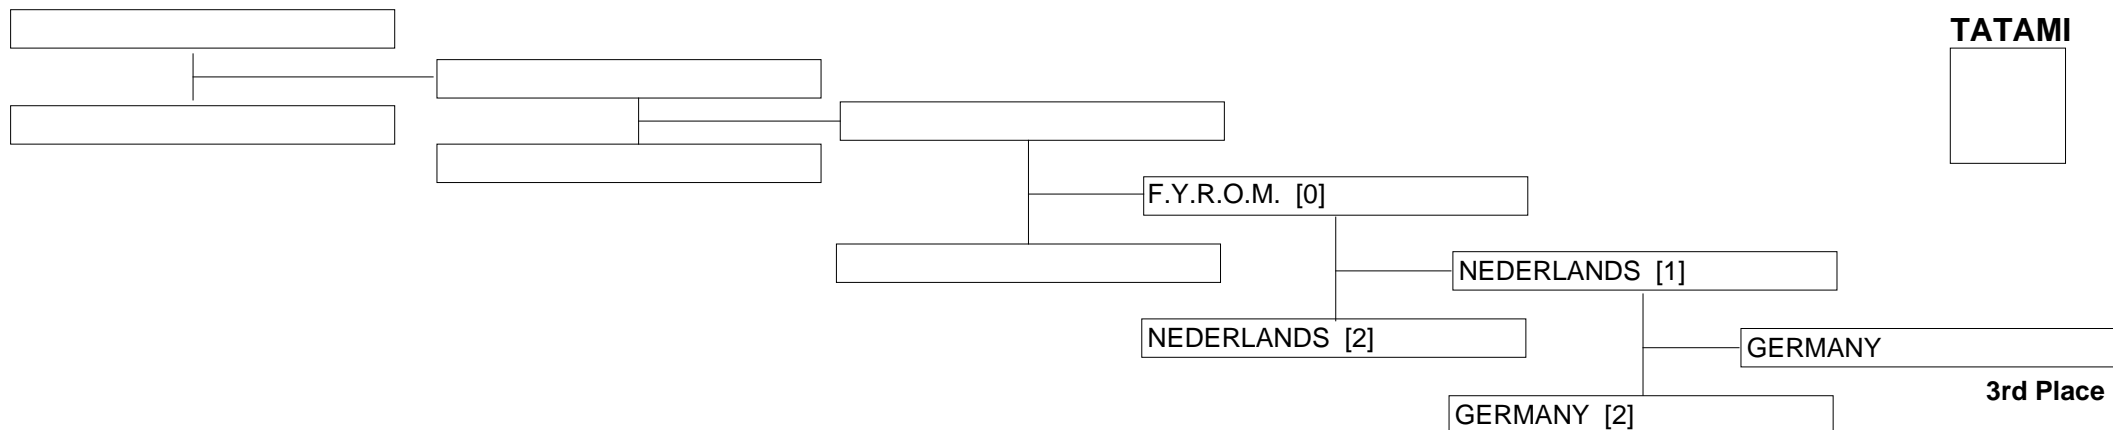 TATAMI
F.Y.R.O.M. [0]
NEDERLANDS [1]
NEDERLANDS [2]
GERMANY
3rd Place
GERMANY [2]